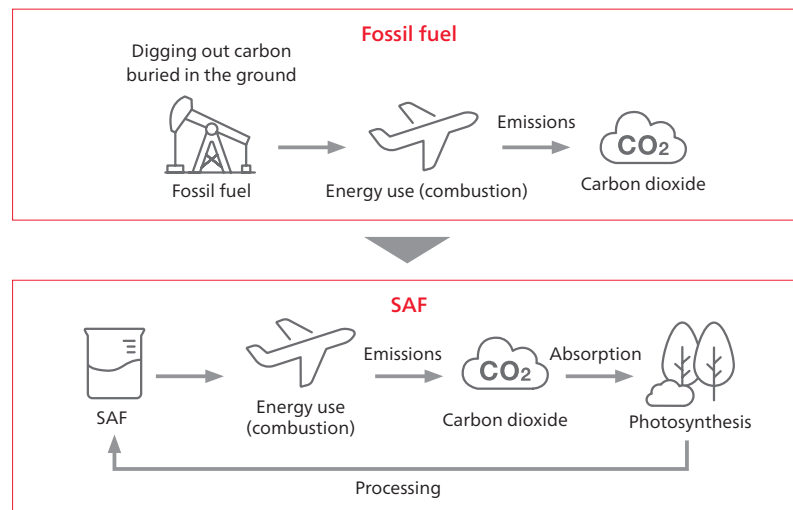 Fossil fuel
Digging out carbon
buried in the ground
Emissions
CO2
Fossil fuel
Energy use (combustion)
Carbon dioxide
SAF
Emissions
Absorption
CO2
SAF
Energy use
(combustion)
Carbon dioxide
Photosynthesis
Processing